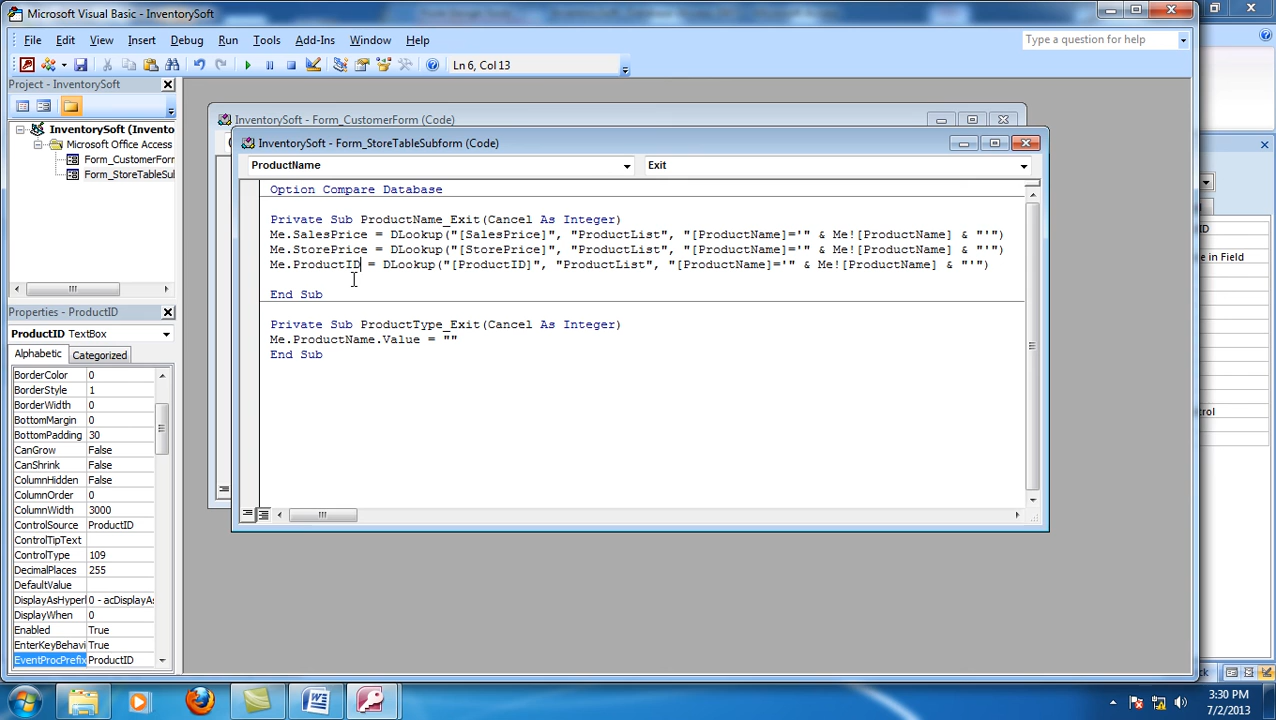 Microsoft Visual Basic - InventorySoft
File Edit View Insert Debug Run Tools Add-Ins Window Help
Type a question for help
Ln 6, Col 13
Project - InventorySoft
InventorySoft (Invento
Microsoft Office Access
Form_CustomerForm
Form_StoreTableSul
InventorySoft - Form_CustomerForm (Code)
InventorySoft - Form_StoreTableSubform (Code)
ProductName
Exit
Option Compare Database
Private Sub ProductName_Exit(Cancel As Integer)
Me.SalesPrice = DLookup("[SalsPrice]", "ProductList", "[ProductName]='" & Me![ProductName] & "'")
Me.StorePrice = DLookup("[StorePrice]", "ProductList", "[ProductName]='" & Me![ProductName] & "'")
Me.ProductID = DLookup("[ProductID]", "ProductList", "[ProductName]='" & Me![ProductName] & "'")
End Sub
Private Sub ProductType_Exit(Cancel As Integer)
Me.ProductName.Value = ""
End Sub
Properties - ProductID
ProductID TextBox
Alphabetic Categorized
BorderColor 0
BorderStyle 1
BorderWidth 0
BottomMargin 0
BottomPadding 30
CanGrow False
CanShrink False
ColumnHidden False
ColumnOrder 0
ColumnWidth 3000
ControlSource ProductID
ControlTipText
ControlType 109
DecimalPlaces 255
DefaultValue
DisplayAsHyperl 0 - acDisplayAs
DisplayWhen 0
Enabled True
EnterKeyBehavi True
EventProcPrefix ProductID
ID
e in Field
trol
3:30 PM
7/2/2013